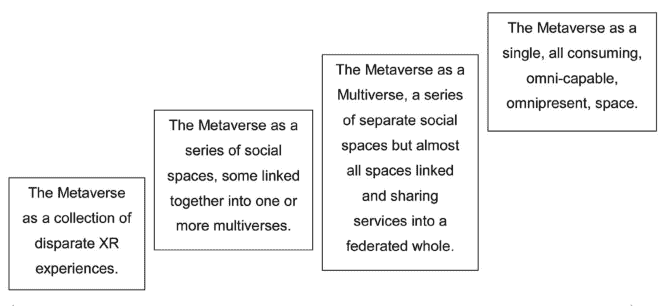 The Metaverse
as a collection of
disparate XR
experiences.
The Metaverse as a
series of social
spaces, some linked
together into one or
more multiverses.
The Metaverse as a
Multiverse, a series
of separate social
spaces but almost
all spaces linked
and sharing
services into a
federated whole.
The Metaverse as a
single, all consuming,
omni-capable,
omnipresent, space.